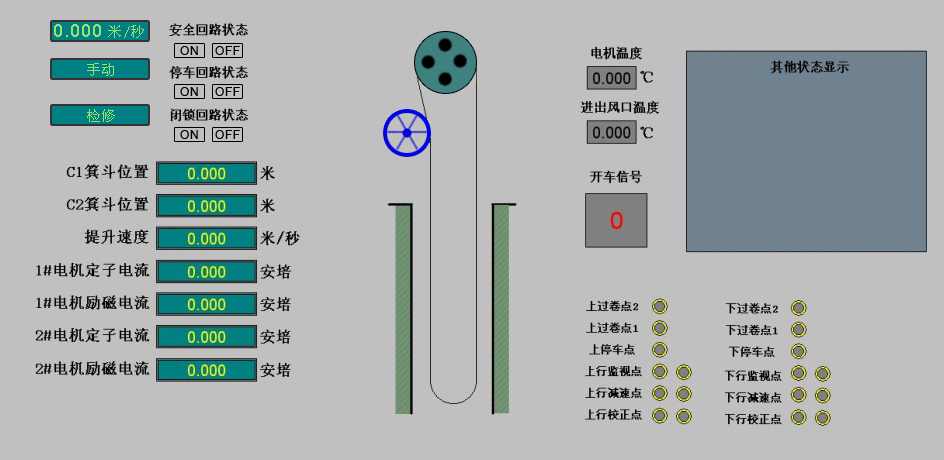 0.000 米/秒
手动
检修
安全回路状态
ON OFF
停车回路状态
ON OFF
闭锁回路状态
ON OFF
C1箕斗位置 0.000 米
C2箕斗位置 0.000 米
提升速度 0.000 米/秒
1#电机定子电流 0.000 安培
1#电机励磁电流 0.000 安培
2#电机定子电流 0.000 安培
2#电机励磁电流 0.000 安培
电机温度
0.000 ℃
进出风口温度
0.000 ℃
开车信号
0
其他状态显示
上过卷点2
上过卷点1
上停车点
上行监视点
上行减速点
上行校正点
下过卷点2
下过卷点1
下停车点
下行监视点
下行减速点
下行校正点